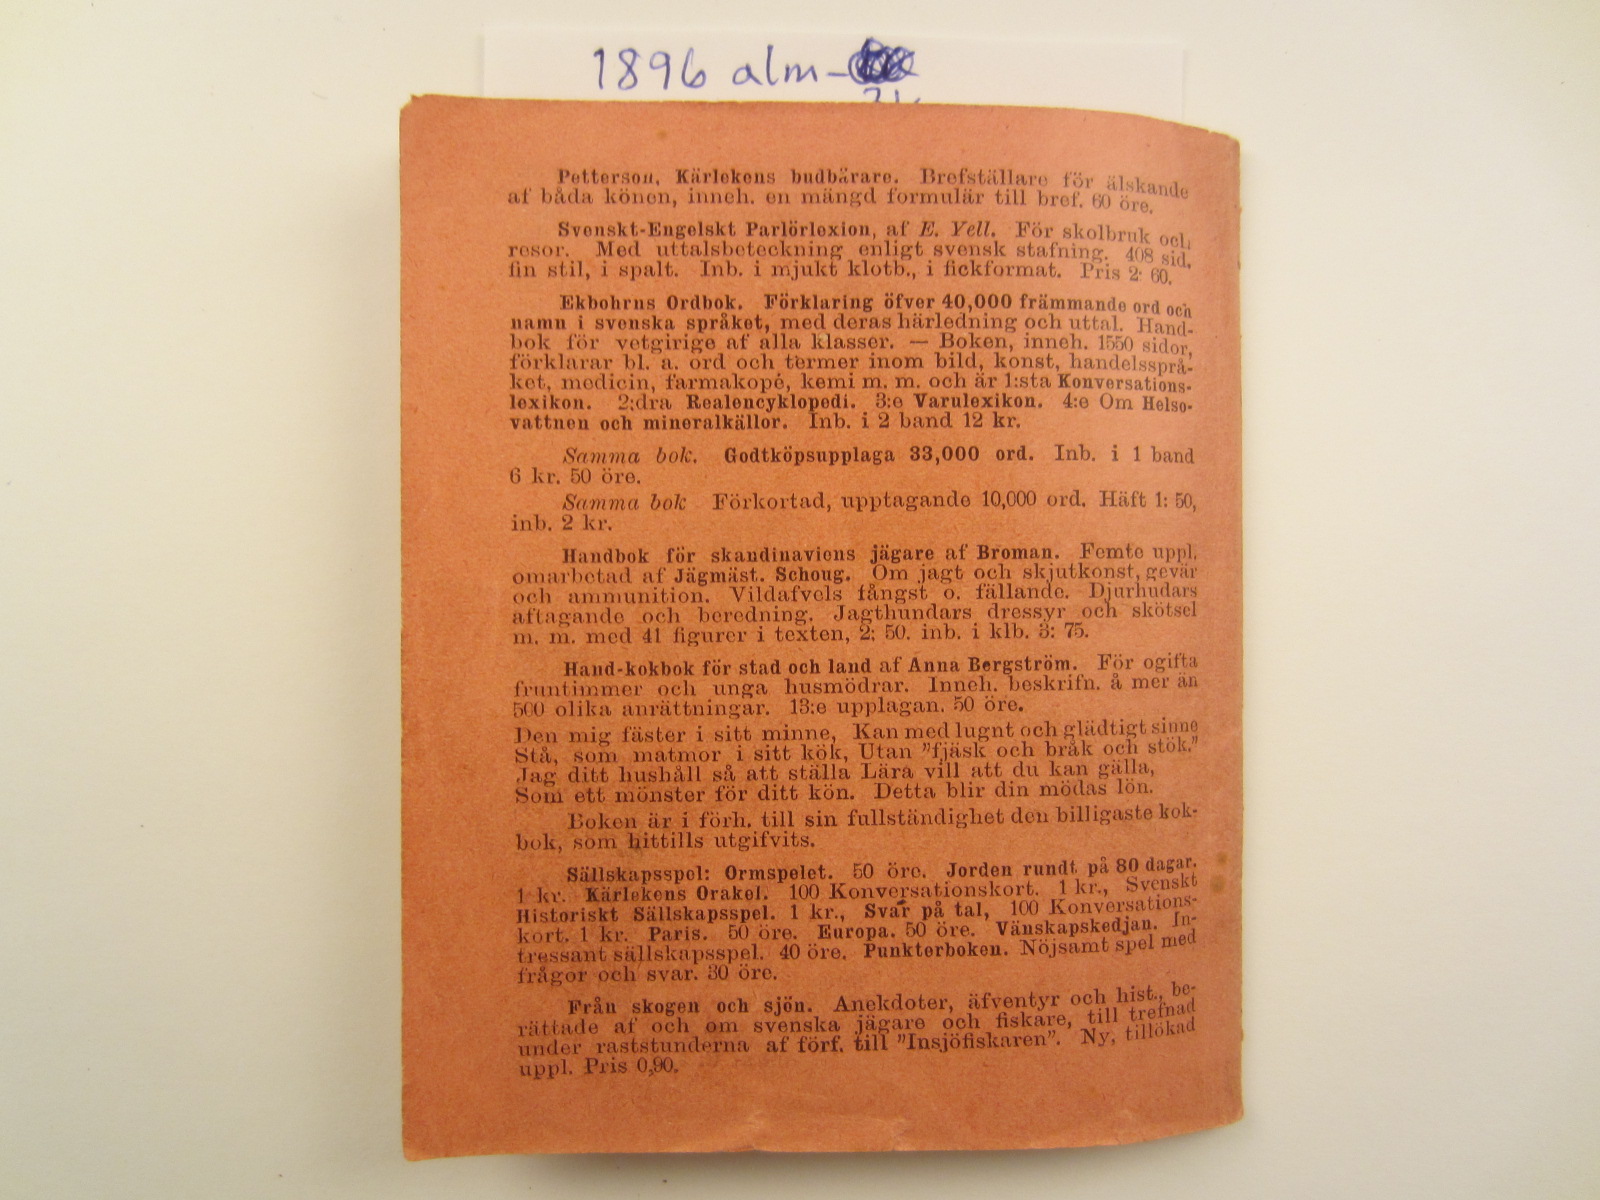 1896 alm-
Petterson, Kärlekens budbärare. Brefställare för älskande
af båda könen, inneh. en mängd formulär till bref. 60 öre.
Svenskt-Engelskt Parlörlexion, af E. Yell. För skolbruk och
resor. Med uttalsbeteckning enligt svensk stafning. 408 sid.
fin stil, i spalt. Inb. i mjukt klotb., i fickformat. Pris 2: 60.
Ekbohrns Ordbok. Förklaring öfver 40,000 främmande ord och
namn i svenska språket, med deras härledning och uttal. Hand-
bok för vetgirige af alla klasser. — Boken, inneh. 1550 sidor,
förklarar bl. a. ord och termer inom bild, konst, handelssprå-
ket, medicin, farmakopé, kemi m. m. och är 1:sta Konversations-
lexikon. 2;dra Realencyklopedi. 3:e Varulexikon. 4:e Om Helso-
vattnen och mineralkällor. Inb. i 2 band 12 kr.
Samma bok. Godtköpsupplaga 33,000 ord. Inb. i 1 band
6 kr. 50 öre.
Samma bok Förkortad, upptagande 10,000 ord. Häft 1: 50,
inb. 2 kr.
Handbok för skandinaviens jägare af Broman. Femte uppl.
omarbetad af Jägmäst. Schoug. Om jagt och skjutkonst, gevär
och ammunition. Vildafvels fångst o. fällande. Djurhudars
aftagande och beredning. Jagthundars dressyr och skötsel
m. m. med 41 figurer i texten, 2; 50. inb. i klb. 3: 75.
Hand-kokbok för stad och land af Anna Bergström. För ogifta
fruntimmer och unga husmödrar. Inneh. beskrifn. å mer än
500 olika anrättningar. 13:e upplagan. 50 öre.
Den mig fäster i sitt minne, Kan med lugnt och glädtigt sinne
Stå, som matmor i sitt kök, Utan "fjäsk och bråk och stök."
Jag ditt hushåll så att ställa Lära vill att du kan gälla,
Som ett mönster för ditt kön. Detta blir din mödas lön.
Boken är i förh. till sin fullständighet den billigaste kok-
bok, som hittills utgifvits.
Sällskapsspel: Ormspelet. 50 öre. Jorden rundt på 80 dagar.
1 kr. Kärlekens Orakel. 100 Konversationskort. 1 kr., Svenskt
Historiskt Sällskapsspel. 1 kr., Svar på tal, 100 Konversations-
kort. 1 kr. Paris. 50 öre. Europa. 50 öre. Vänskapskedjan. In-
tressant sällskapsspel. 40 öre. Punkterboken. Nöjsamt spel med
frågor och svar. 30 öre.
Från skogen och sjön. Anekdoter, äfventyr och hist., be-
rättade af och om svenska jägare och fiskare, till trefnad
under raststunderna af förf. till "Insjöfiskaren". Ny, tillökad
uppl. Pris 0,90.